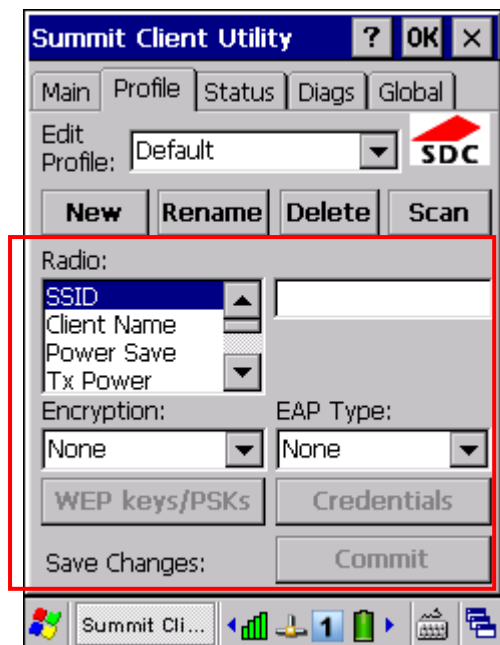 Summit Client Utility ? OK ×
Main Profile Status Diags Global
Edit
Profile: Default
SDC
New Rename Delete Scan
Radio:
SSID
Client Name
Power Save
Tx Power
Encryption: EAP Type:
None None
WEP keys/PSKs Credentials
Save Changes: Commit
Summit Cli... 1